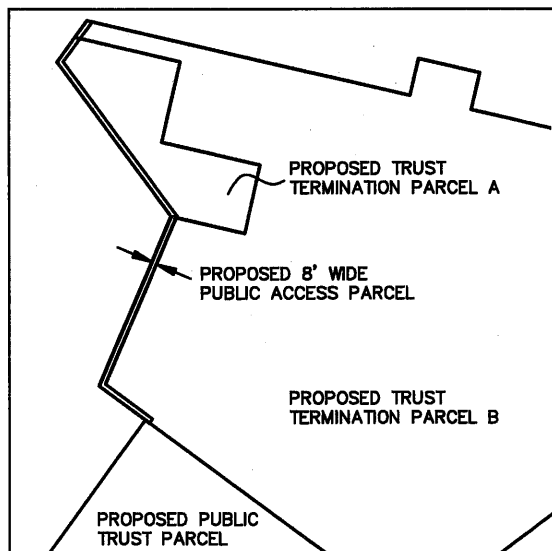 PROPOSED TRUST
TERMINATION PARCEL A
PROPOSED 8' WIDE
PUBLIC ACCESS PARCEL
PROPOSED TRUST
TERMINATION PARCEL B
PROPOSED PUBLIC
TRUST PARCEL